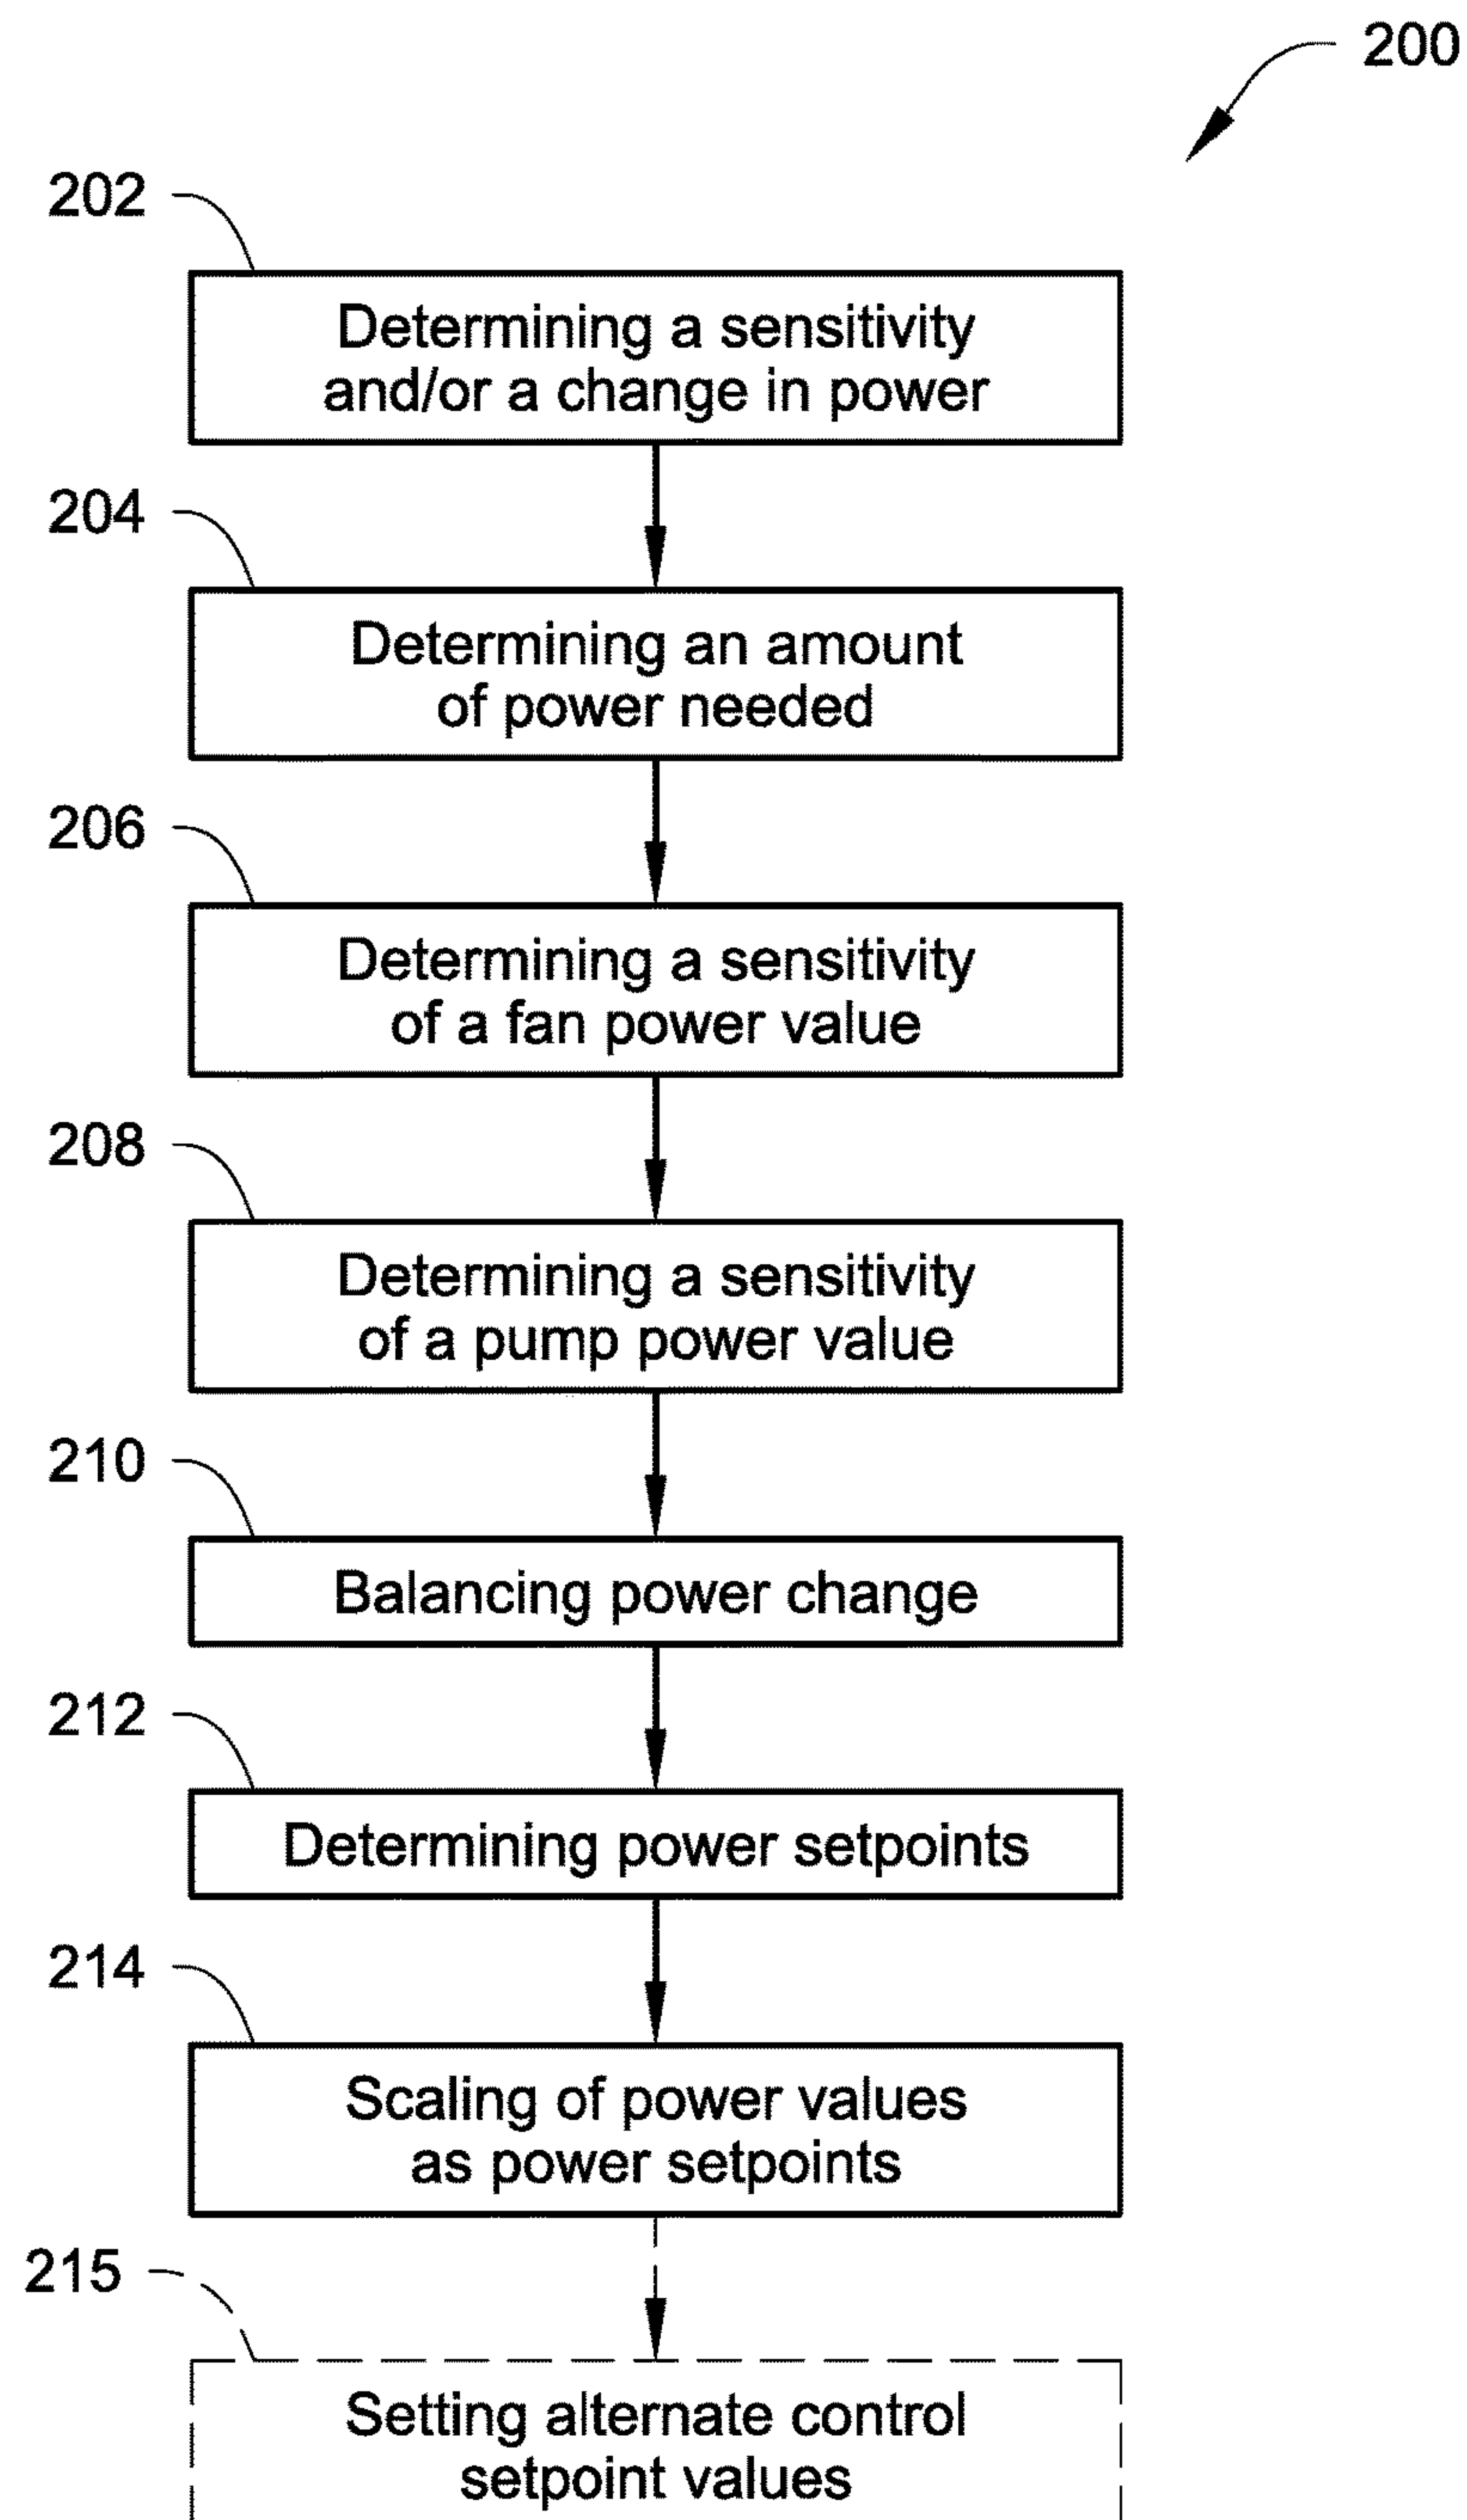 200
202
Determining a sensitivity
and/or a change in power
204
Determining an amount
of power needed
206
Determining a sensitivity
of a fan power value
208
Determining a sensitivity
of a pump power value
210
Balancing power change
212
Determining power setpoints
214
Scaling of power values
as power setpoints
215
Setting alternate control
setpoint values